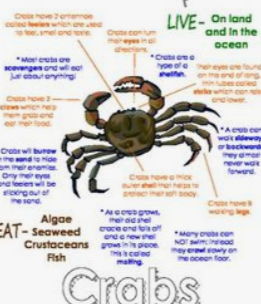 Crabs have 2 antennae
called feelers which are used
to feel, smell and taste.
Crabs can turn
their eyes in all
directions.
LIVE- On land
and in the
ocean
* Most crabs are
scavengers and will eat
just about anything!
* Crabs are a
type of a
shellfish.
Their eyes are found
on the end of long,
thin tubes called
stalks which can raise
and lower.
Crabs have 2
claws which help
them grab and
eat their food.
* A crab can
walk sideways
or backwards
they almost
never walk
forward.
Crabs will burrow
the sand to hide
from their enemies.
Only their eyes
and feelers will be
sticking out of
the sand.
Crabs have a thick
outer shell that helps to
protect their soft body.
Crabs have 8
walking legs.
EAT- Algae
Seaweed
Crustaceans
Fish
* As a crab grows,
their old shell
cracks and falls off
and a new shell
grows in its place.
This is called
molting.
* Many crabs can
NOT swim; instead
they crawl slowly on
the ocean floor.
Crabs